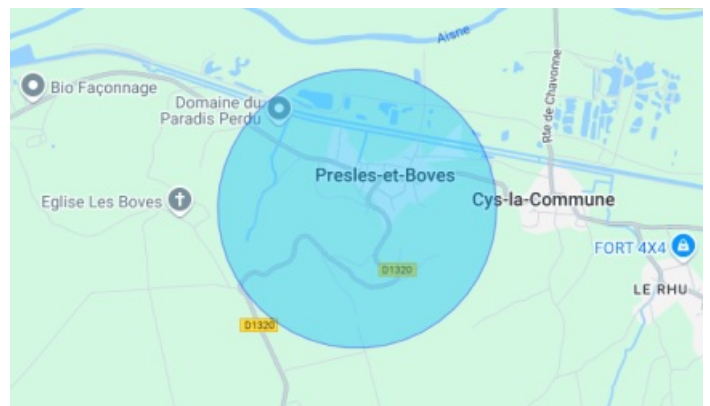 Aisne
Bio Façonnage
Domaine du
Paradis Perdu
Rte de Chavonne
Presles-et-Boves
Eglise Les Boves
Cys-la-Commune
FORT 4X4
D1320
LE RHU
D1320